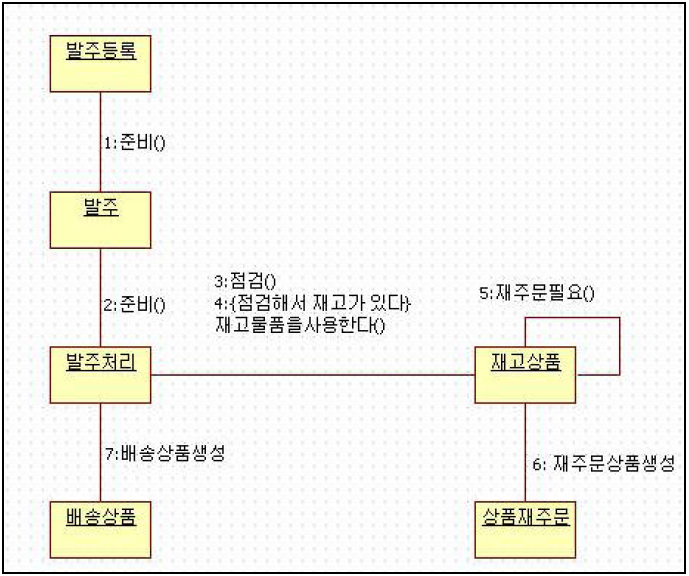 발주등록
1:준비()
발주
2:준비()
3:점검()
4:{점검해서 재고가 있다}
재고물품을사용한다()
5:재주문필요()
발주처리
재고상품
7:배송상품생성
6: 재주문상품생성
배송상품
상품재주문